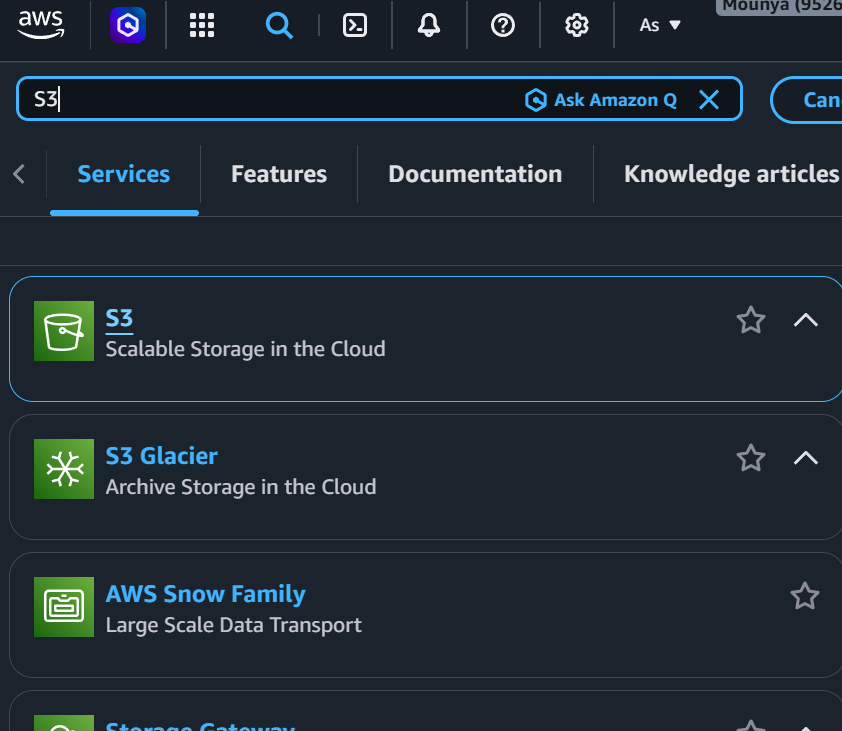 Mounya (9526
aws
As
S3
Ask Amazon Q
Can
Services
Features
Documentation
Knowledge articles
S3
Scalable Storage in the Cloud
S3 Glacier
Archive Storage in the Cloud
AWS Snow Family
Large Scale Data Transport
Storage Gateway